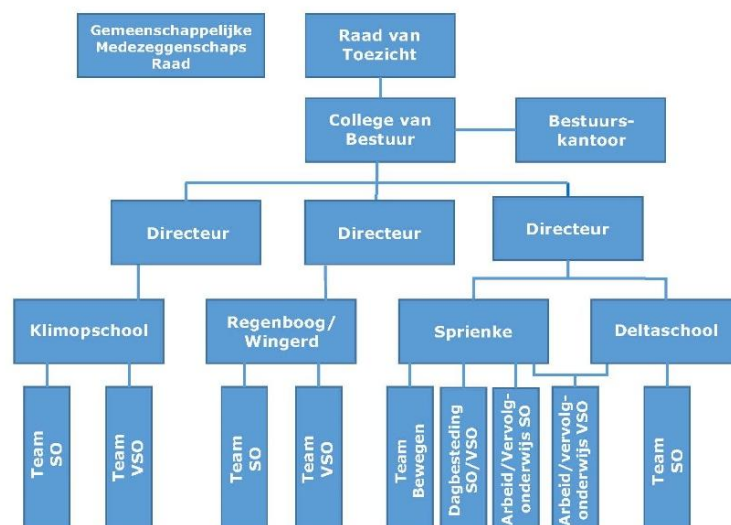 Gemeenschappelijke
Medezeggenschaps
Raad
Raad van
Toezicht
College van
Bestuur
Bestuurs-
kantoor
Directeur
Directeur
Directeur
Klimopschool
Regenboog/
Wingerd
Sprienke
Deltaschool
Team
SO
Team
VSO
Team
SO
Team
VSO
Team
Bewegen
Dagbesteding
SO/VSO
Arbeid/Vervolg-
onderwijs SO
Arbeid/vervolg-
onderwijs VSO
Team
SO